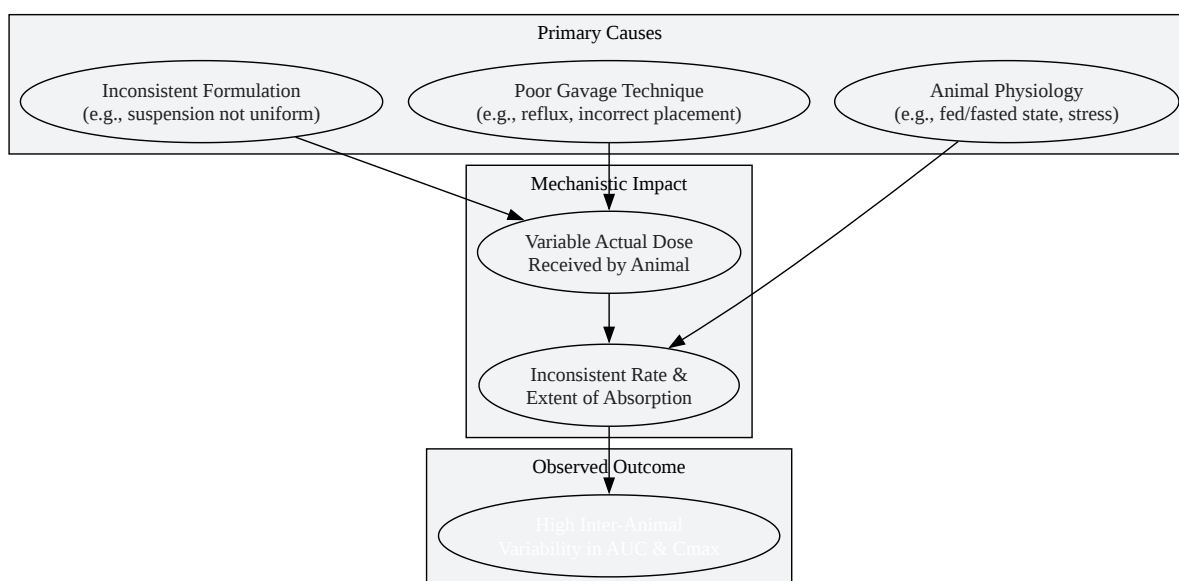 Primary Causes
Inconsistent Formulation
(e.g., suspension not uniform)
Poor Gavage Technique
(e.g., reflux, incorrect placement)
Animal Physiology
(e.g., fed/fasted state, stress)
Mechanistic Impact
Variable Actual Dose
Received by Animal
Inconsistent Rate &
Extent of Absorption
Observed Outcome
High Inter-Animal
Variability in AUC & Cmax